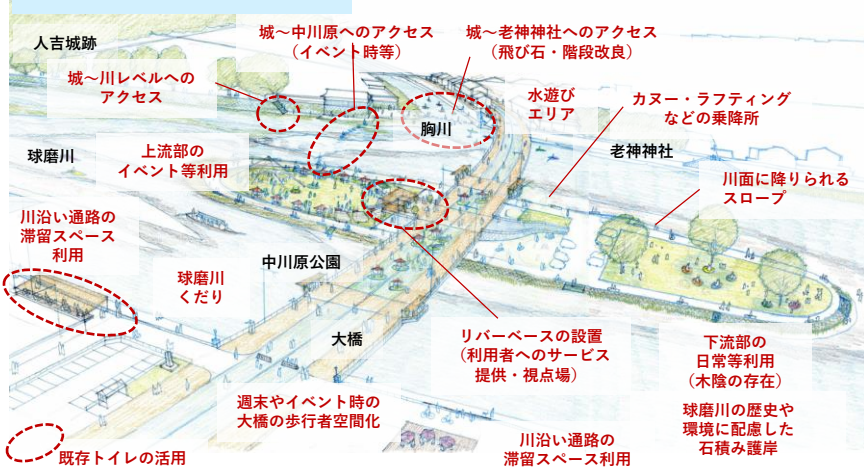 人吉城跡
城～中川原へのアクセス
（イベント時等）
城～老神神社へのアクセス
（飛び石・階段改良）
城～川レベルへの
アクセス
水遊び
エリア
カヌー・ラフティング
などの乗降所
胸川
球磨川
上流部の
イベント等利用
老神神社
川面に降りられる
スロープ
川沿い通路の
滞留スペース
利用
中川原公園
球磨川
くだり
大橋
リバーベースの設置
（利用者へのサービス
提供・視点場）
下流部の
日常等利用
（木陰の存在）
週末やイベント時の
大橋の歩行者空間化
球磨川の歴史や
環境に配慮した
石積み護岸
既存トイレの活用
川沿い通路の
滞留スペース利用